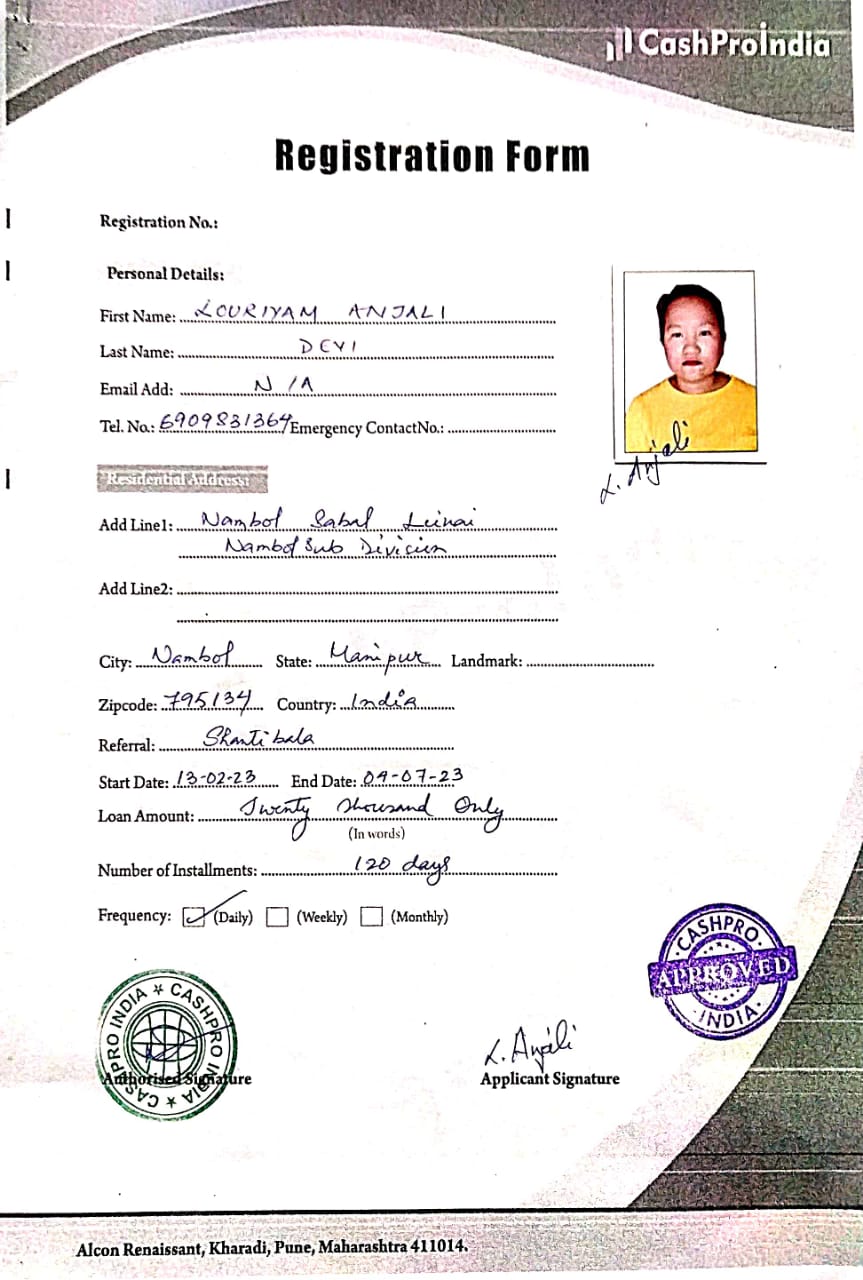 CashProIndia
Registration Form
Registration No.:
Personal Details:
First Name: LOURIYAM ANJALI
Last Name: DEVI
Email Add: N/A
Tel. No.: 6909831364 Emergency ContactNo.:
L. Anjali
Residential Address:
Add Line1: Nambol Sabal Leikai
Nambol Sub Division
Add Line2:
City: Nambol State: Manipur Landmark:
Zipcode: 795134 Country: India
Referral: Shantibala
Start Date: 13-02-23 End Date: 09-07-23
Loan Amount: Twenty thousand Only
(In words)
Number of Installments: 120 days
Frequency: (Daily) (Weekly) (Monthly)
CASHPRO
APPROVED
INDIA
CASHPRO INDIA CASHPRO INDIA
L. Anjali
Authorised Signature Applicant Signature
Alcon Renaissant, Kharadi, Pune, Maharashtra 411014.